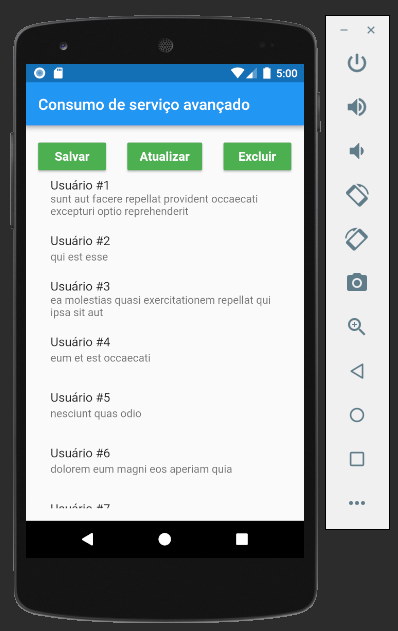 5:00
Consumo de serviço avançado
Salvar Atualizar Excluir
Usuário #1
sunt aut facere repellat provident occaecati
excepturi optio reprehenderit
Usuário #2
qui est esse
Usuário #3
ea molestias quasi exercitationem repellat qui
ipsa sit aut
Usuário #4
eum et est occaecati
Usuário #5
nesciunt quas odio
Usuário #6
dolorem eum magni eos aperiam quia
Usuário #7